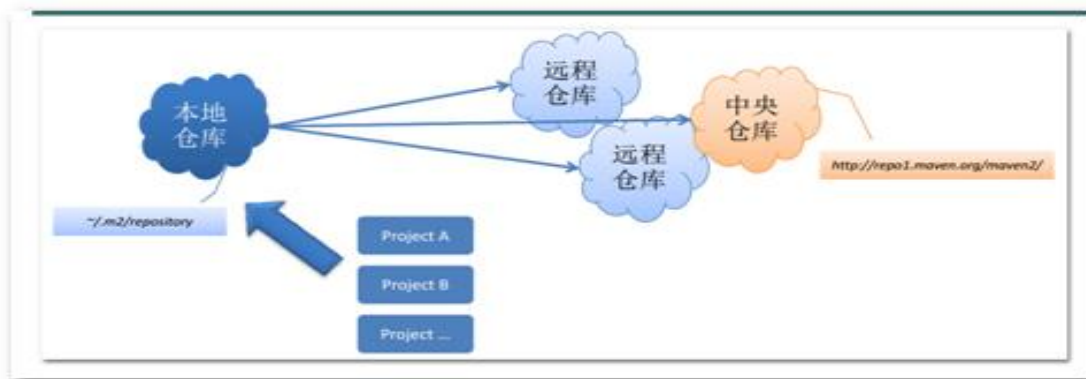 本地
仓库
远程
仓库
远程
仓库
中央
仓库
http://repo1.maven.org/maven2/
~/.m2/repository
Project A
Project B
Project ...